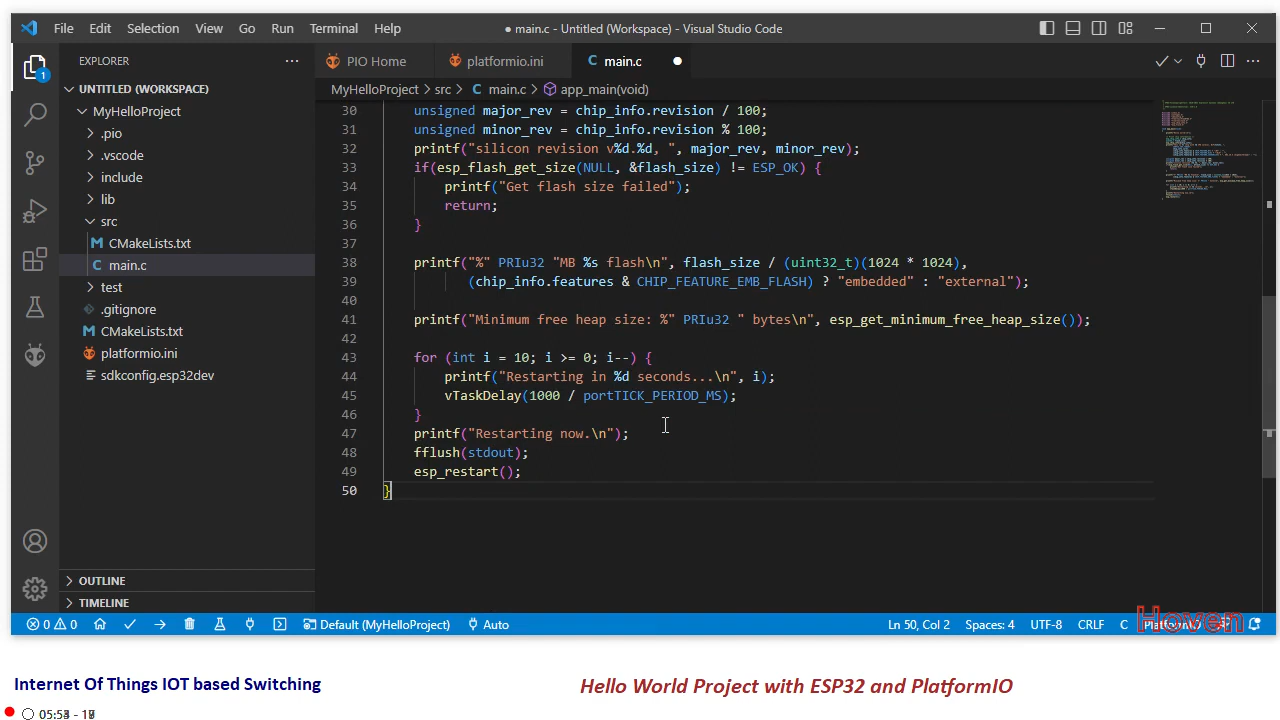 File Edit Selection View Go Run Terminal Help
● main.c - Untitled (Workspace) - Visual Studio Code
EXPLORER
UNTITLED (WORKSPACE)
MyHelloProject
.pio
.vscode
include
lib
src
CMakeLists.txt
main.c
test
.gitignore
CMakeLists.txt
platformio.ini
sdkconfig.esp32dev
OUTLINE
TIMELINE
1
PIO Home
platformio.ini
main.c
MyHelloProject > src > main.c > app_main(void)
30 unsigned major_rev = chip_info.revision / 100;
31 unsigned minor_rev = chip_info.revision % 100;
32 printf("silicon revision v%d.%d, ", major_rev, minor_rev);
33 if(esp_flash_get_size(NULL, &flash_size) != ESP_OK) {
34 printf("Get flash size failed");
35 return;
36 }
37
38 printf("%" PRIu32 "MB %s flash\n", flash_size / (uint32_t)(1024 * 1024),
39 (chip_info.features & CHIP_FEATURE_EMB_FLASH) ? "embedded" : "external");
40
41 printf("Minimum free heap size: %" PRIu32 " bytes\n", esp_get_minimum_free_heap_size());
42
43 for (int i = 10; i >= 0; i--) {
44 printf("Restarting in %d seconds...\n", i);
45 vTaskDelay(1000 / portTICK_PERIOD_MS);
46 }
47 printf("Restarting now.\n");
48 fflush(stdout);
49 esp_restart();
50 }
0 0 Default (MyHelloProject) Auto
Ln 50, Col 2 Spaces: 4 UTF-8 CRLF C
Hoven
Internet Of Things IOT based Switching
Hello World Project with ESP32 and PlatformIO